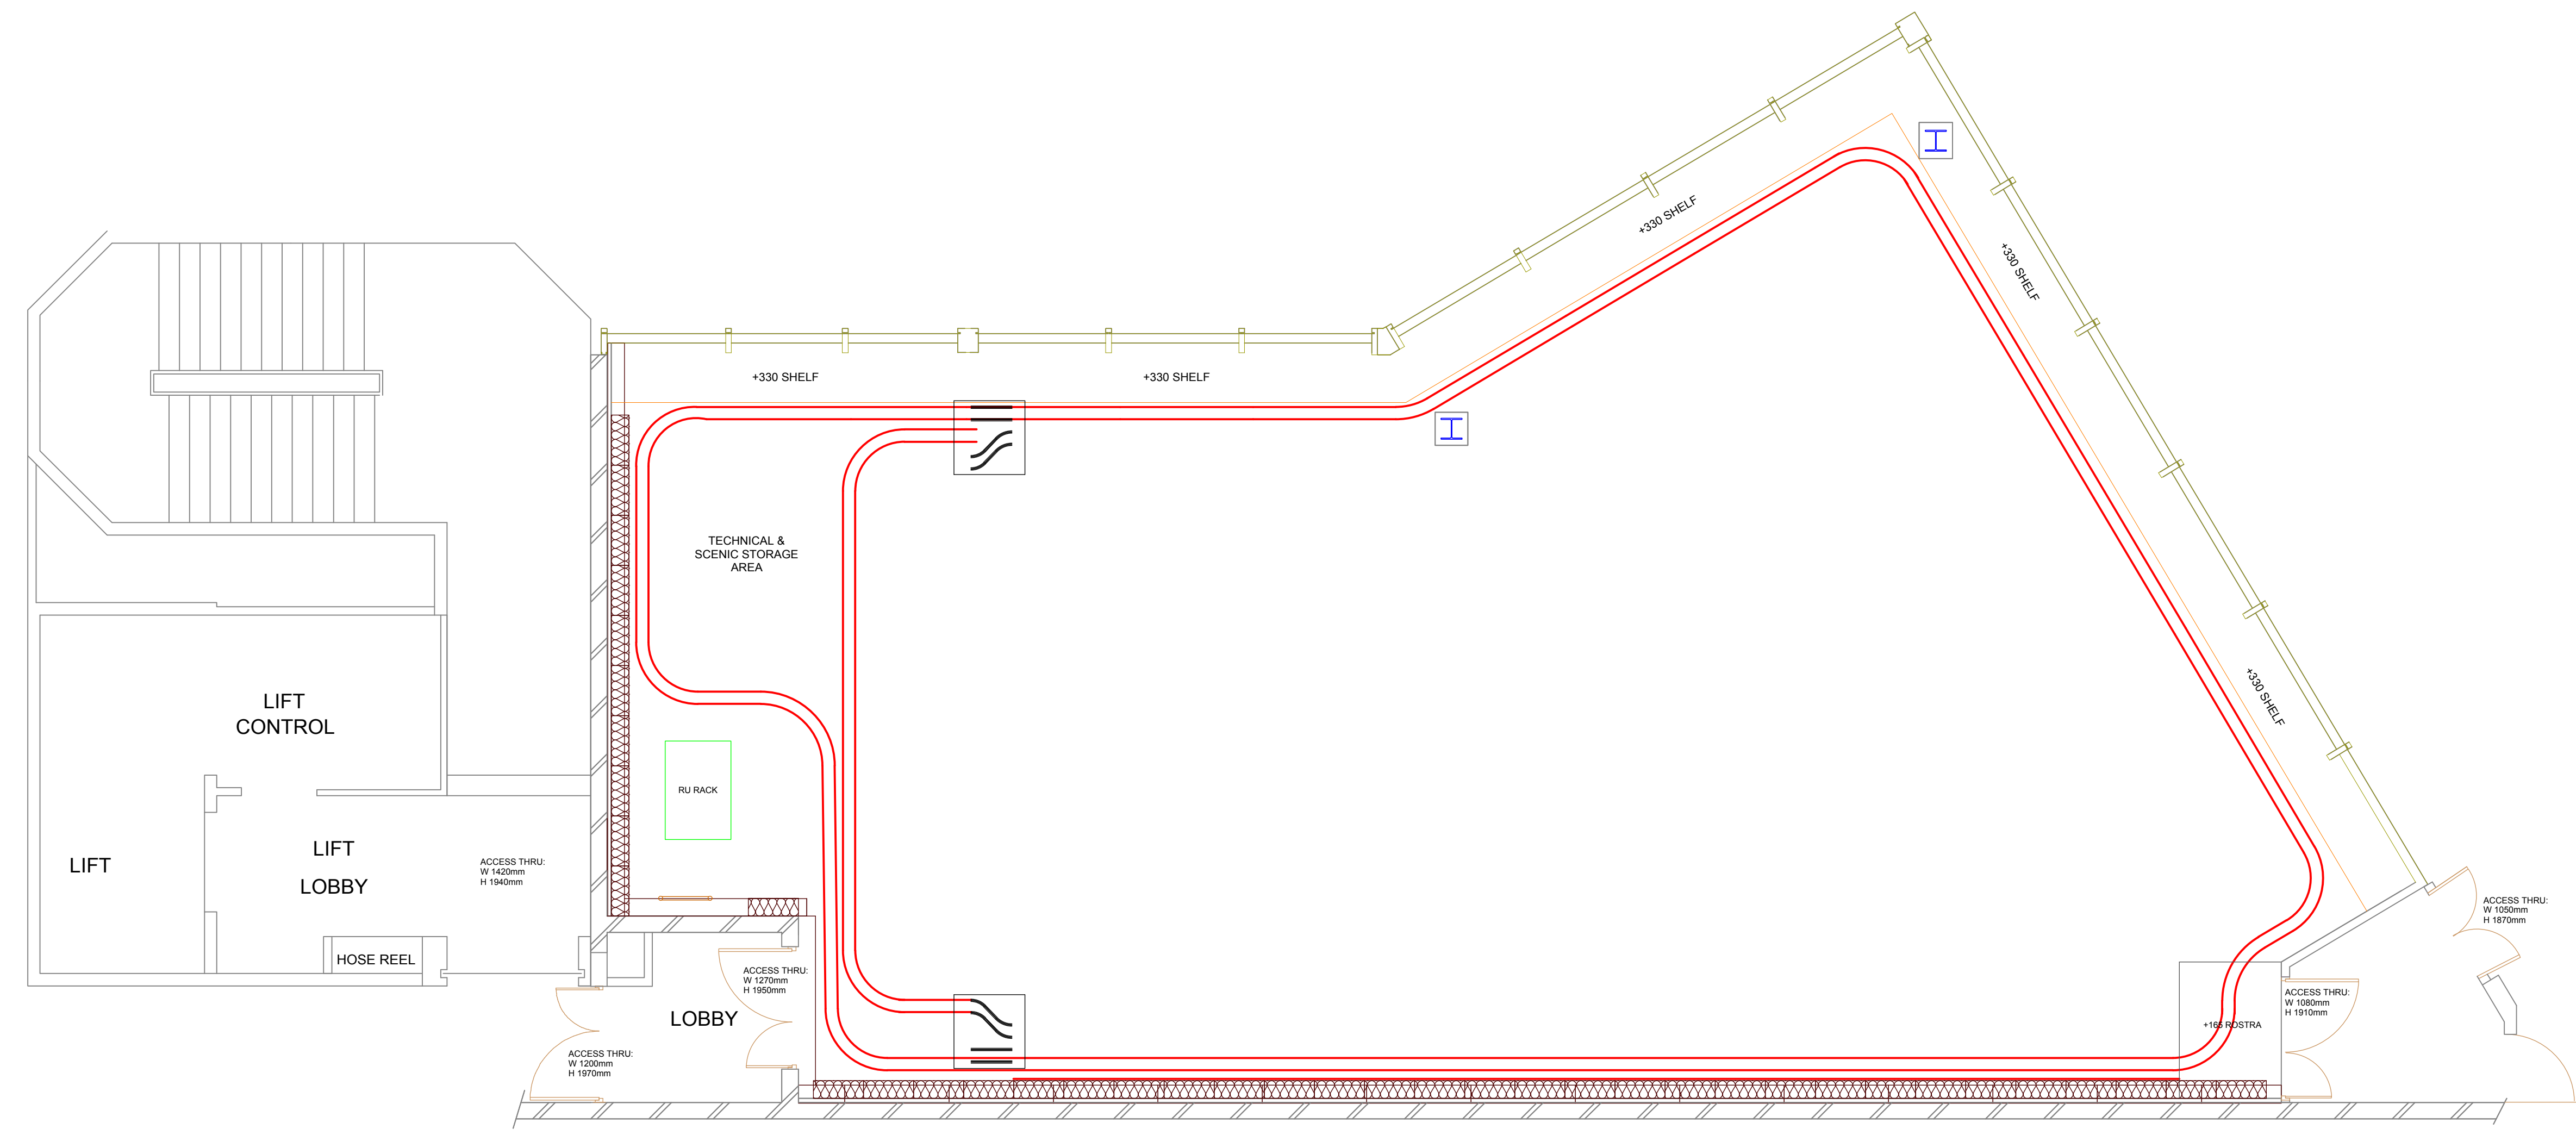 +330 SHELF
+330 SHELF
+330 SHELF
+330 SHELF
+330 SHELF
TECHNICAL &
SCENIC STORAGE
AREA
LIFT
CONTROL
RU RACK
LIFT
LIFT
LOBBY
ACCESS THRU:
W 1420mm
H 1940mm
HOSE REEL
ACCESS THRU:
W 1270mm
H 1950mm
LOBBY
ACCESS THRU:
W 1200mm
H 1970mm
ACCESS THRU:
W 1050mm
H 1870mm
ACCESS THRU:
W 1080mm
H 1910mm
+165 ROSTRA